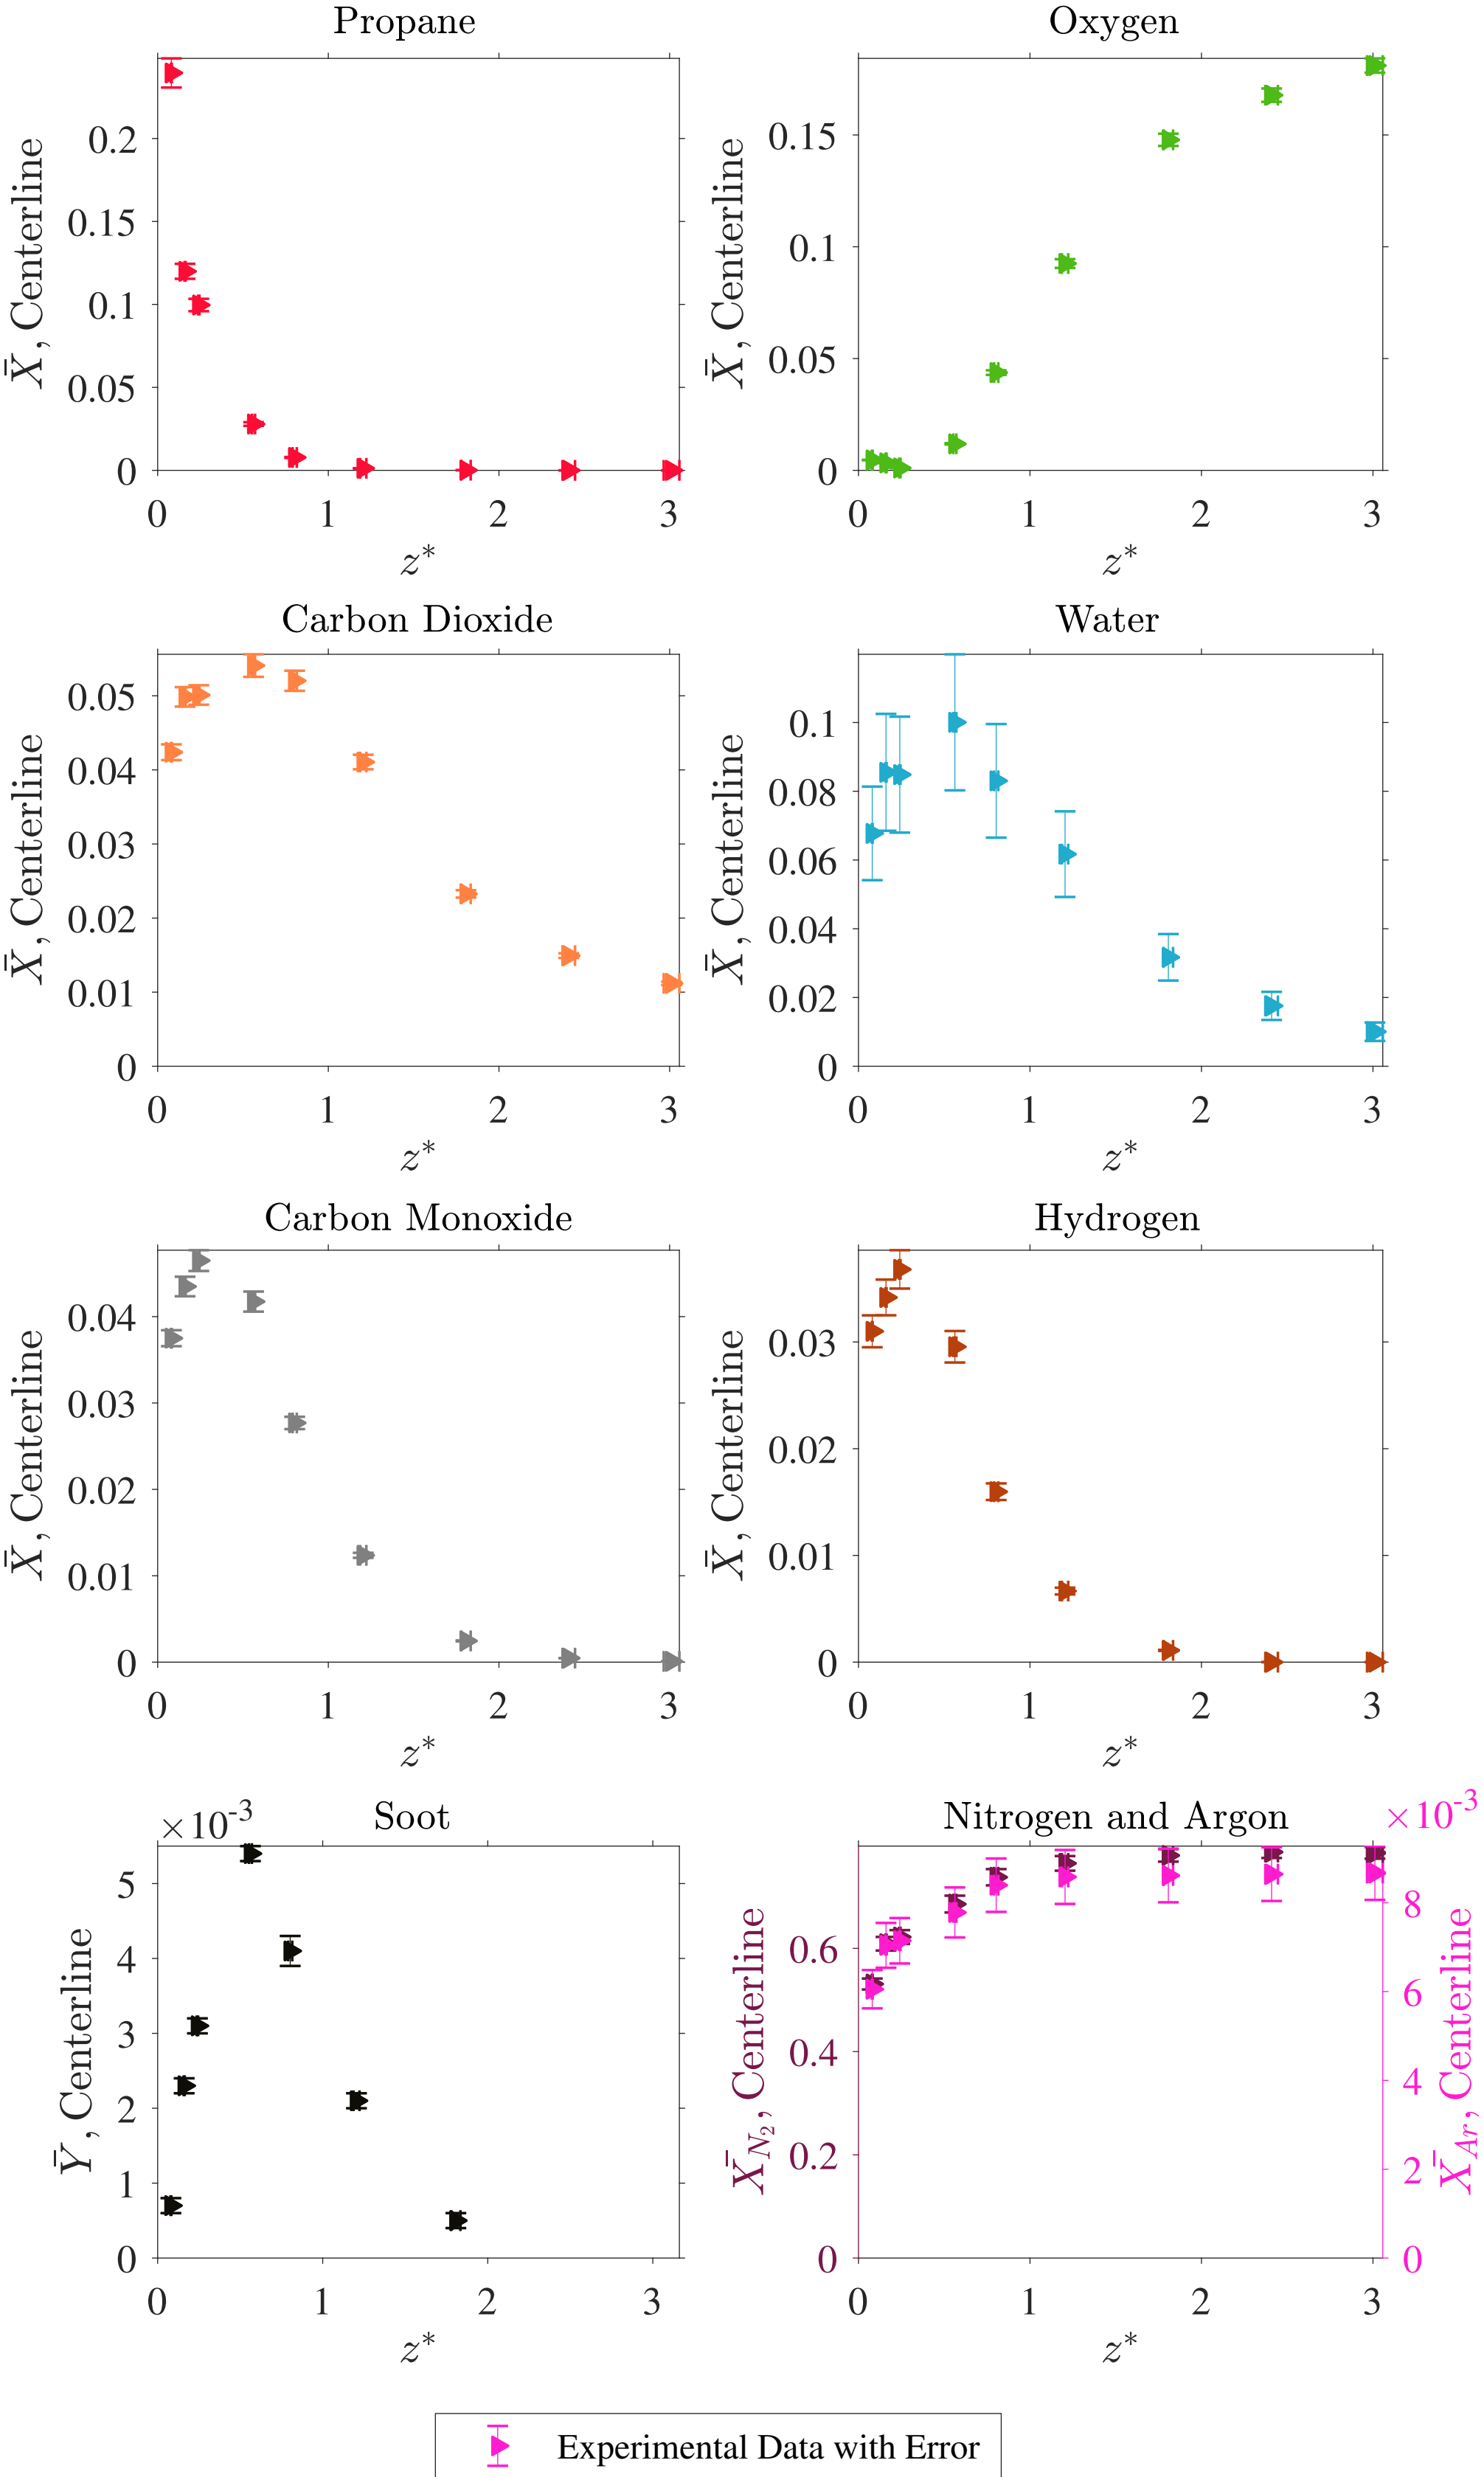 Propane
X̄, Centerline
0.2
0.15
0.1
0.05
0
0 1 2 3
z*
Oxygen
X̄, Centerline
0.15
0.1
0.05
0
0 1 2 3
z*
Carbon Dioxide
X̄, Centerline
0.05
0.04
0.03
0.02
0.01
0
0 1 2 3
z*
Water
X̄, Centerline
0.1
0.08
0.06
0.04
0.02
0
0 1 2 3
z*
Carbon Monoxide
X̄, Centerline
0.04
0.03
0.02
0.01
0
0 1 2 3
z*
Hydrogen
X̄, Centerline
0.03
0.02
0.01
0
0 1 2 3
z*
Soot
×10⁻³
Ȳ, Centerline
5
4
3
2
1
0
0 1 2 3
z*
Nitrogen and Argon
×10⁻³
X̄_N₂, Centerline
0.6
0.4
0.2
0
0 1 2 3
z*
8
6
4
2
0
X̄_Ar, Centerline
Experimental Data with Error